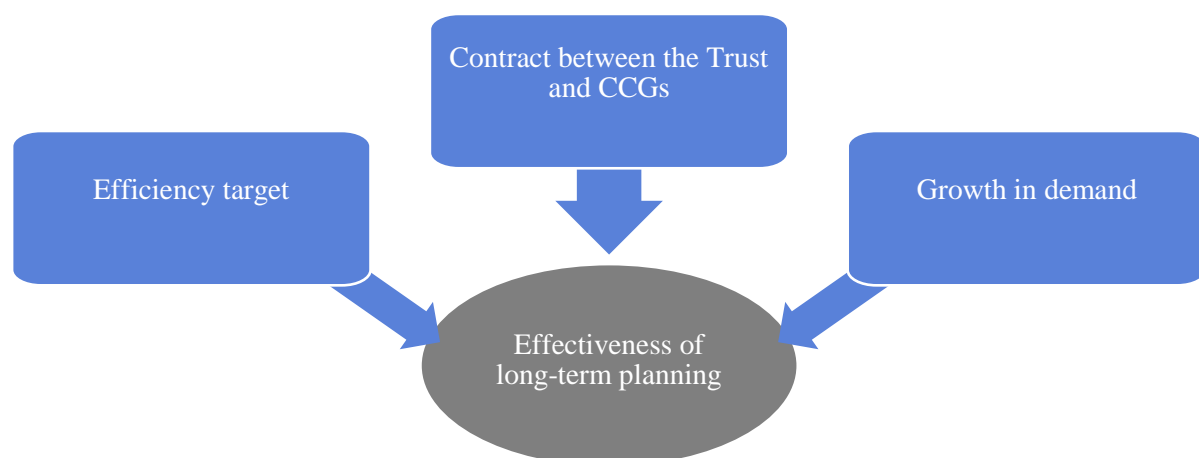 Contract between the Trust
and CCGs
Efficiency target
Growth in demand
Effectiveness of
long-term planning